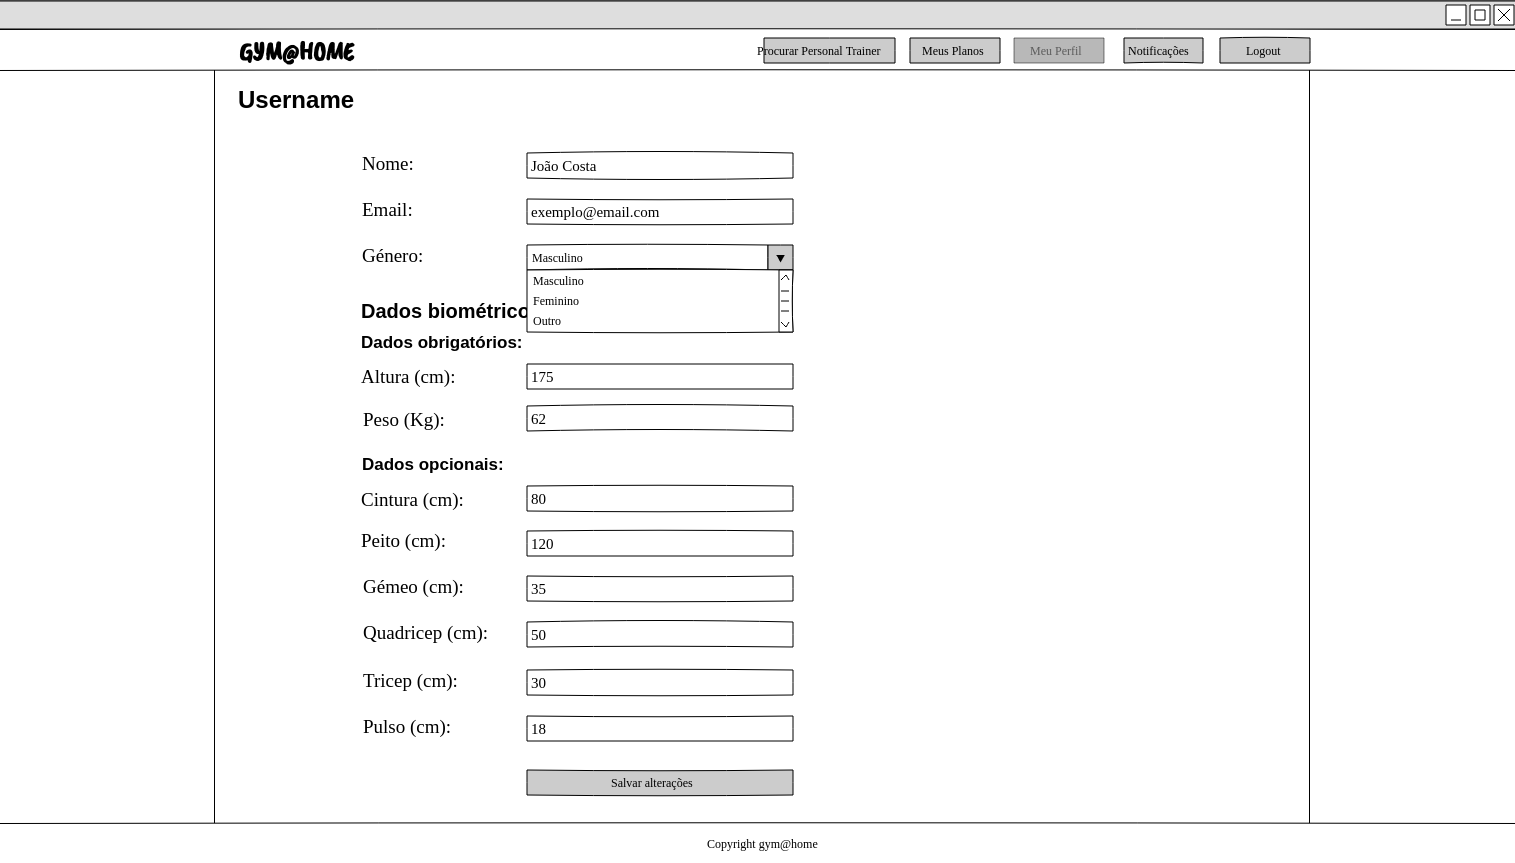 GYM@HOME
Procurar Personal Trainer
Meus Planos
Meu Perfil
Notificações
Logout
Username
Nome:
João Costa
Email:
exemplo@email.com
Género:
Masculino
Masculino
Feminino
Outro
Dados biométrico
Dados obrigatórios:
Altura (cm):
175
Peso (Kg):
62
Dados opcionais:
Cintura (cm):
80
Peito (cm):
120
Gémeo (cm):
35
Quadricep (cm):
50
Tricep (cm):
30
Pulso (cm):
18
Salvar alterações
Copyright gym@home